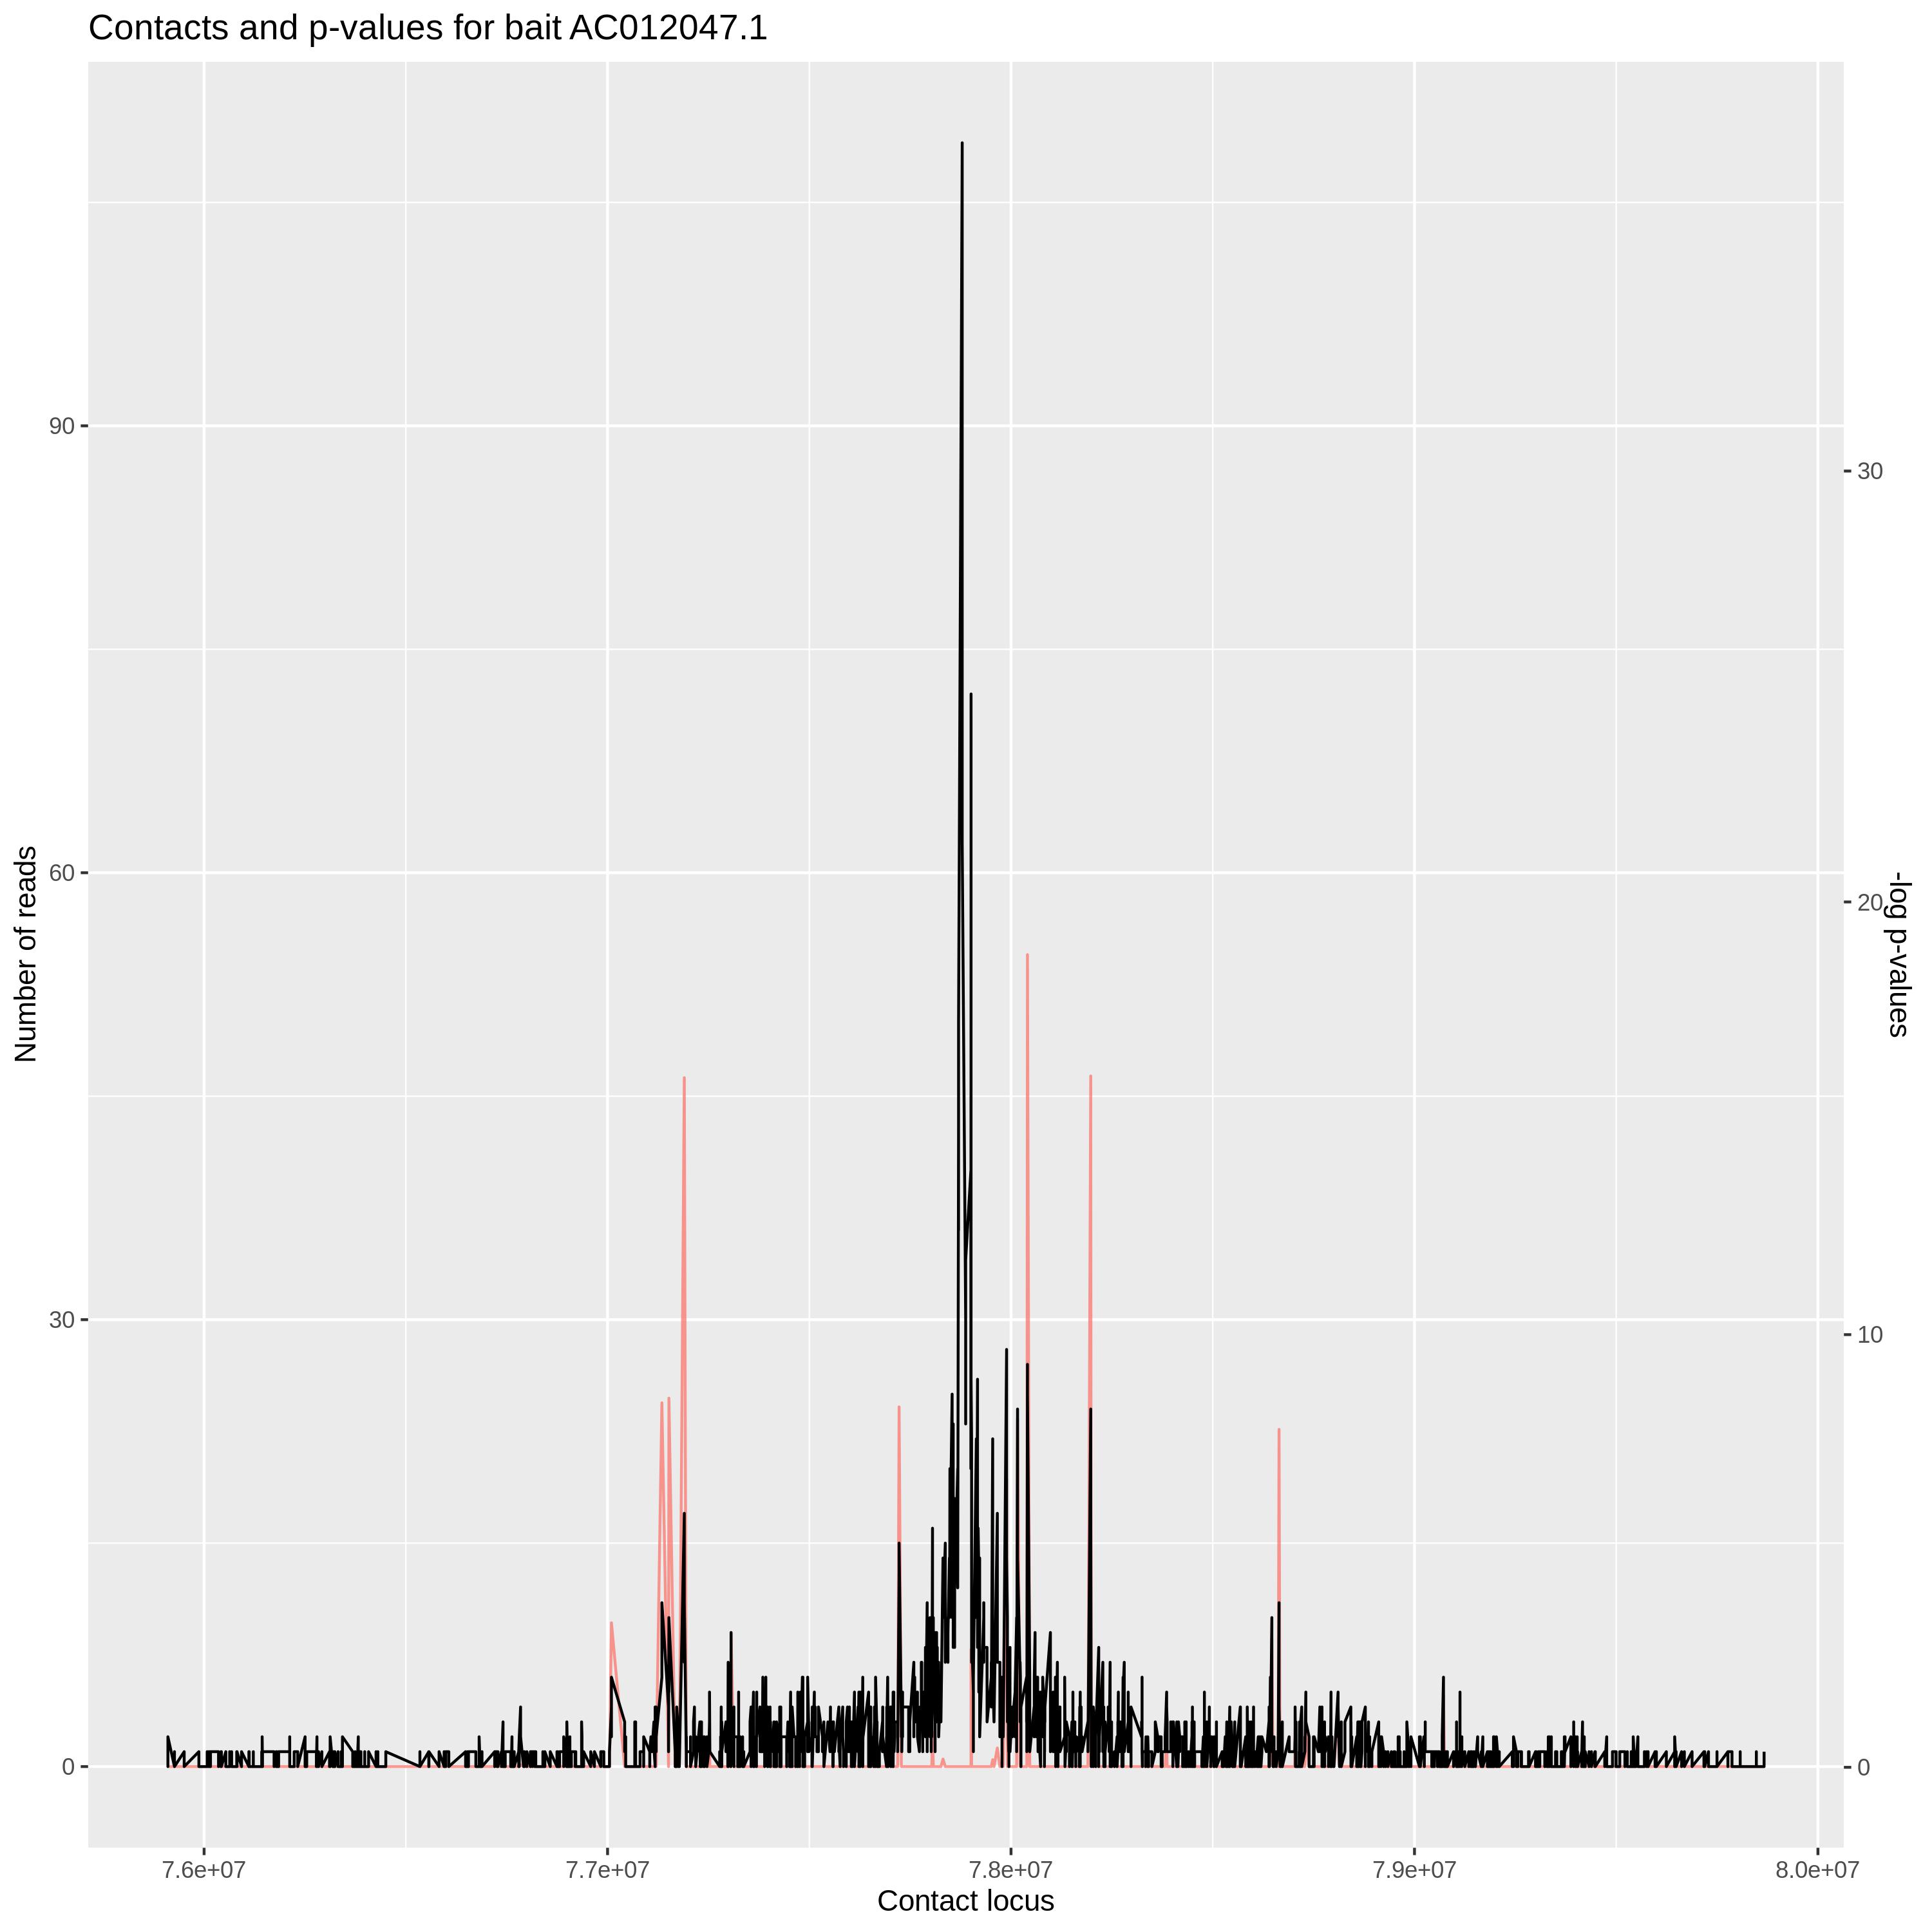 Contacts and p-values for bait AC012047.1
90
60
30
0
Number of reads
30
20
10
0
-log p-values
7.6e+07
7.7e+07
7.8e+07
7.9e+07
8.0e+07
Contact locus